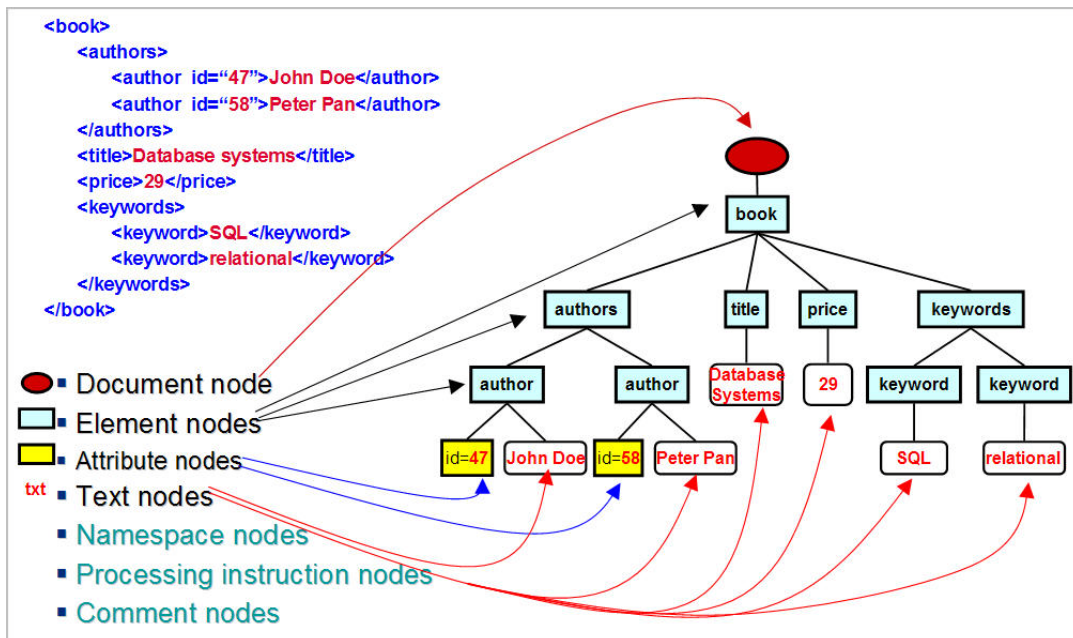 <book>
<authors>
<author id=“47”>John Doe</author>
<author id=“58”>Peter Pan</author>
</authors>
<title>Database systems</title>
<price>29</price>
<keywords>
<keyword>SQL</keyword>
<keyword>relational</keyword>
</keywords>
</book>
▪ Document node
▪ Element nodes
▪ Attribute nodes
txt ▪ Text nodes
▪ Namespace nodes
▪ Processing instruction nodes
▪ Comment nodes
book
authors title price keywords
author author Database
Systems 29 keyword keyword
id=47 John Doe id=58 Peter Pan SQL relational